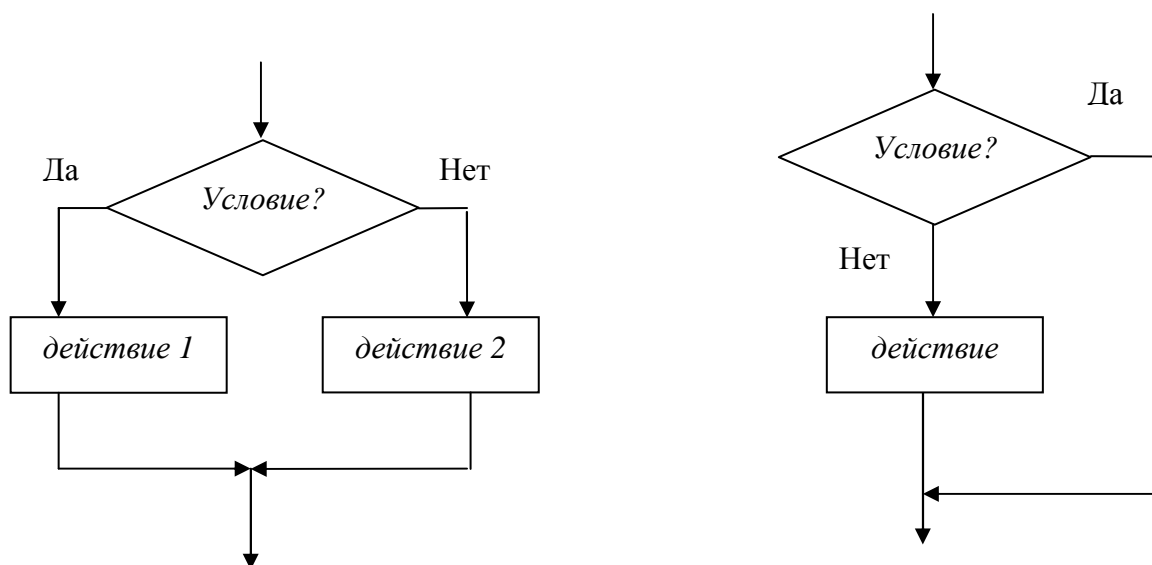 Да
Условие?
Нет
действие 1
действие 2
Да
Условие?
Нет
действие